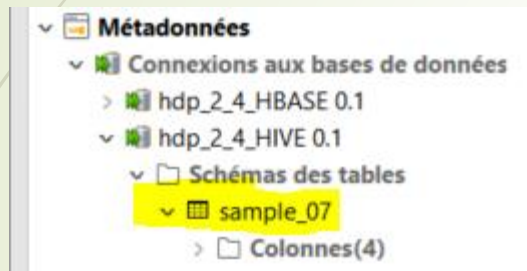 Métadonnées
Connexions aux bases de données
hdp_2_4_HBASE 0.1
hdp_2_4_HIVE 0.1
Schémas des tables
sample_07
Colonnes(4)